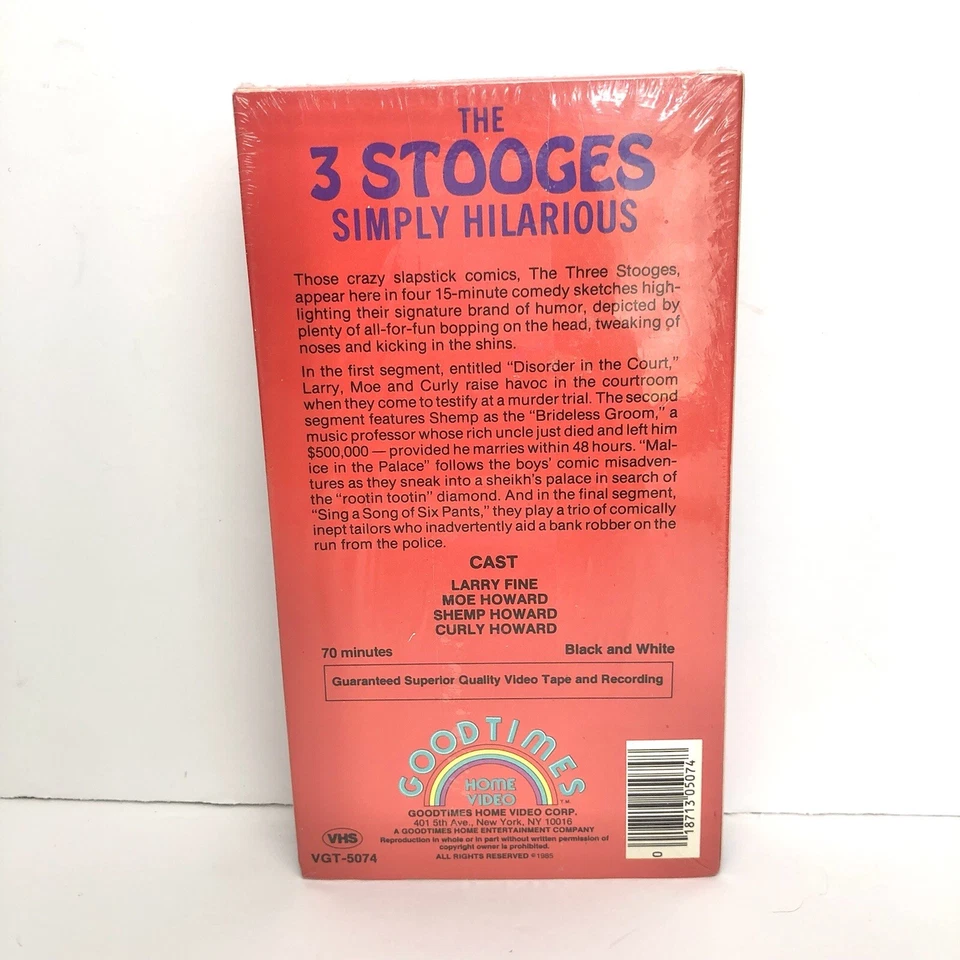 THE
3 STOOGES
SIMPLY HILARIOUS
Those crazy slapstick comics, The Three Stooges,
appear here in four 15-minute comedy sketches high-
lighting their signature brand of humor, depicted by
plenty of all-for-fun bopping on the head, tweaking of
noses and kicking in the shins.
In the first segment, entitled “Disorder in the Court,”
Larry, Moe and Curly raise havoc in the courtroom
when they come to testify at a murder trial. The second
segment features Shemp as the “Brideless Groom,” a
music professor whose rich uncle just died and left him
$500,000 — provided he marries within 48 hours. “Mal-
ice in the Palace” follows the boys’ comic misadven-
tures as they sneak into a sheikh’s palace in search of
the “rootin tootin” diamond. And in the final segment,
“Sing a Song of Six Pants,” they play a trio of comically
inept tailors who inadvertently aid a bank robber on the
run from the police.
CAST
LARRY FINE
MOE HOWARD
SHEMP HOWARD
CURLY HOWARD
70 minutes Black and White
Guaranteed Superior Quality Video Tape and Recording
GOODTIMES
HOME
VIDEO
TM
GOODTIMES HOME VIDEO CORP.
401 5th Ave., New York, NY 10016
A GOODTIMES HOME ENTERTAINMENT COMPANY
Reproduction in whole or in part without written permission of
copyright owner is prohibited.
ALL RIGHTS RESERVED © 1985
VHS
VGT-5074
0 18713 05074